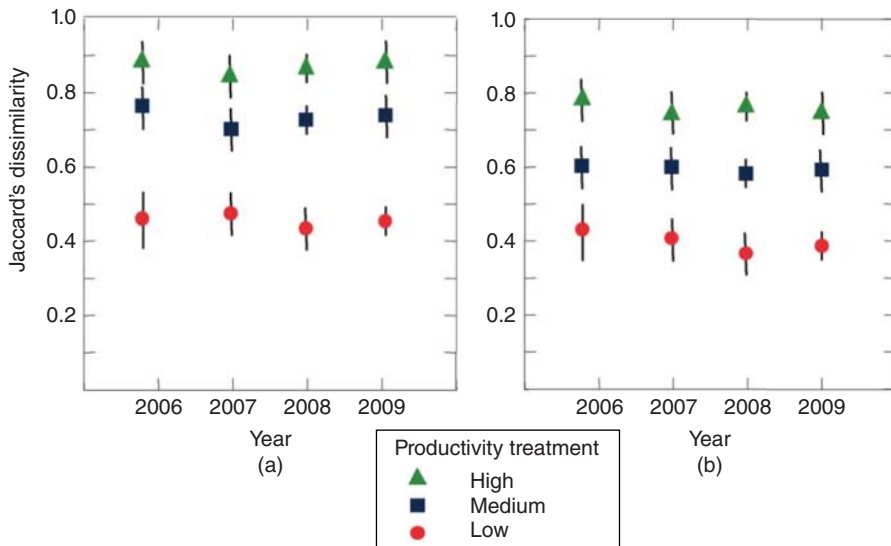 Jaccard's dissimilarity
1.0
0.8
0.6
0.4
0.2
2006 2007 2008 2009
Year
(a)
1.0
0.8
0.6
0.4
0.2
2006 2007 2008 2009
Year
(b)
Productivity treatment
High
Medium
Low